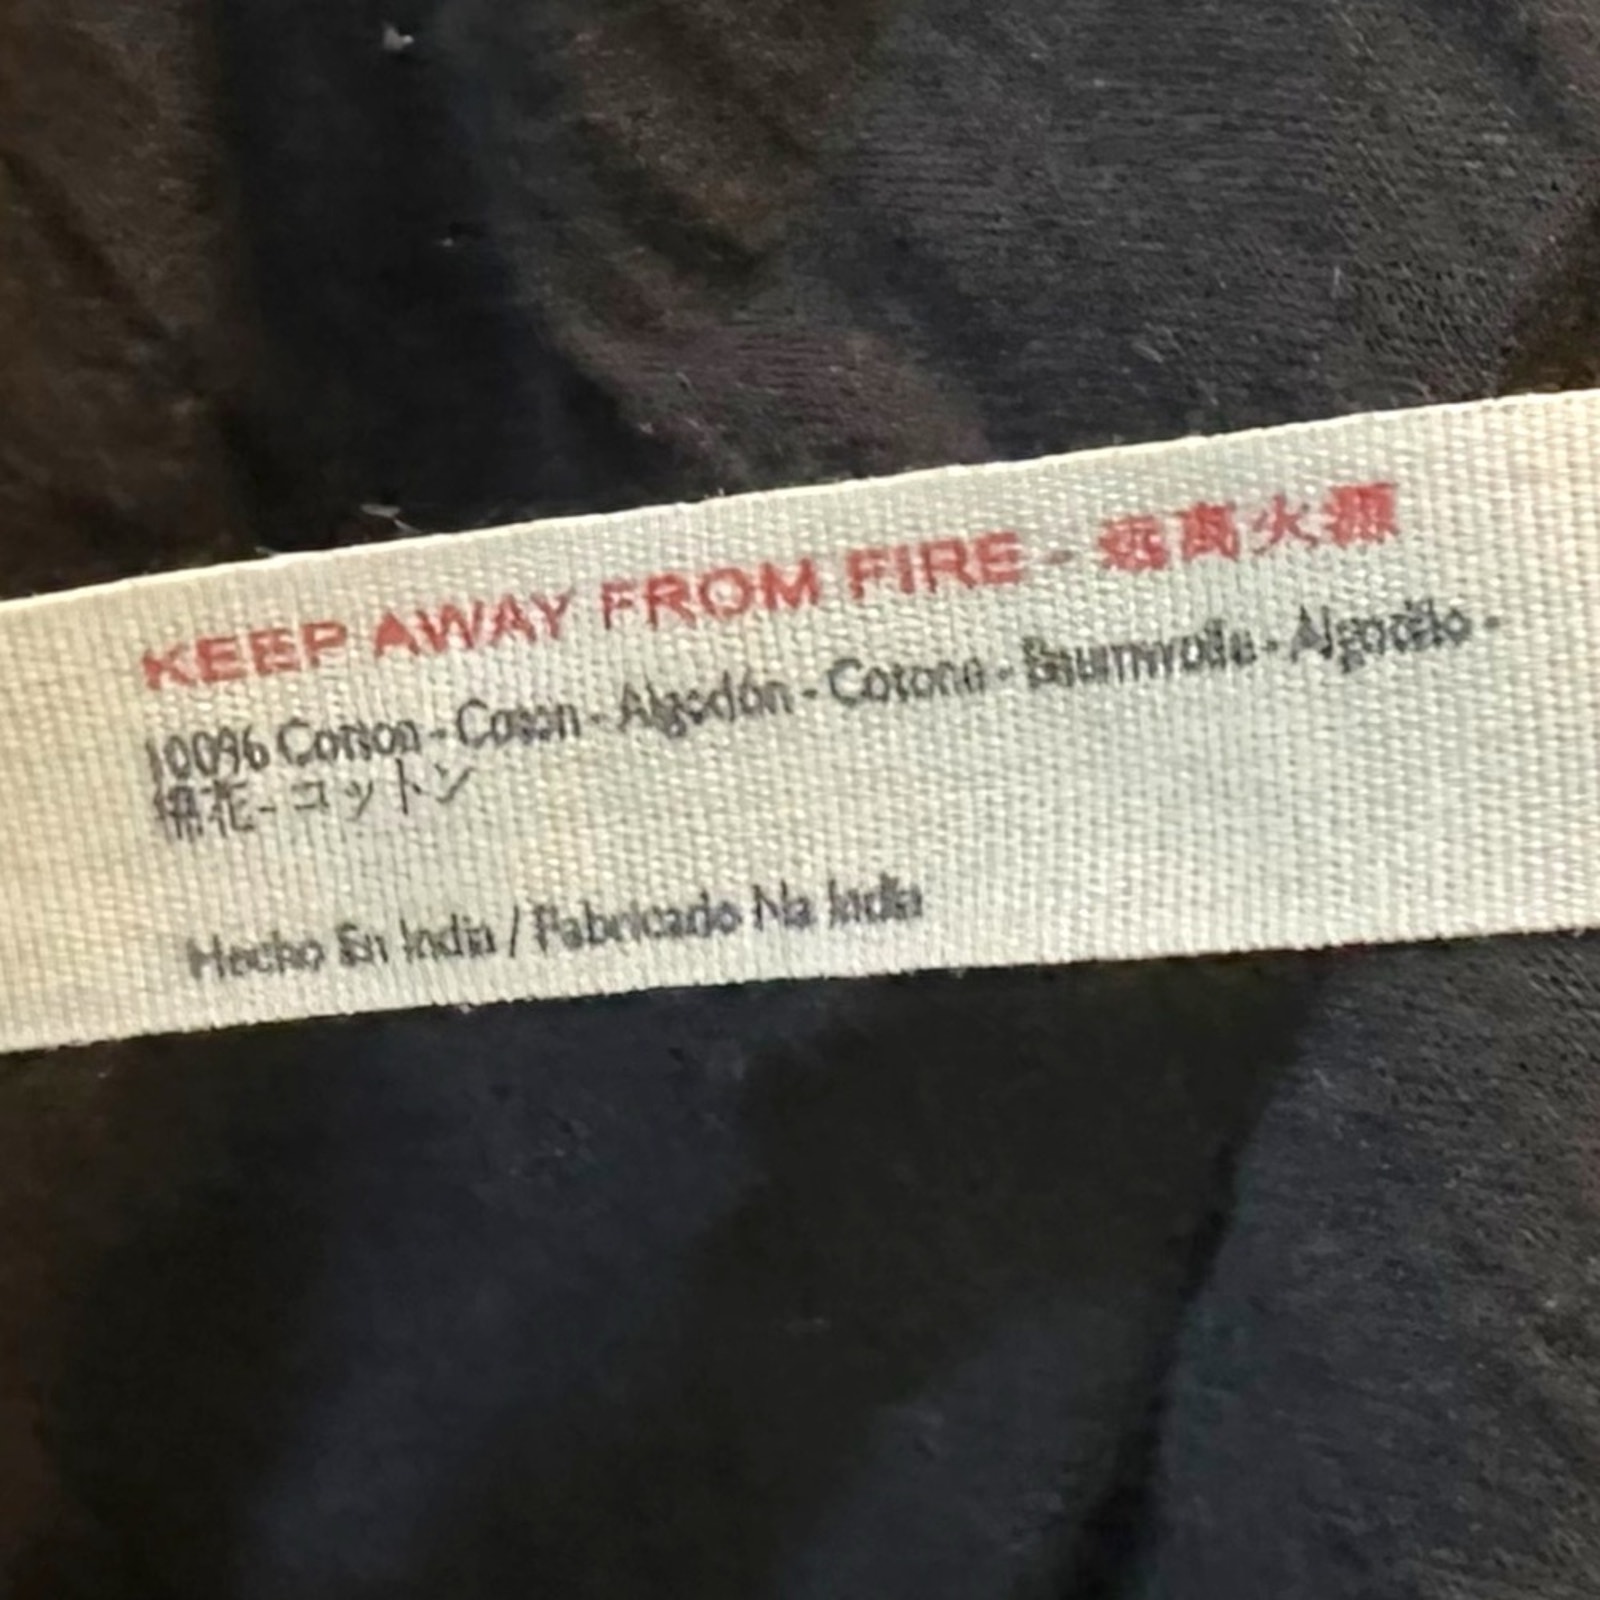 KEEP AWAY FROM FIRE - 远离火源
100% Cotton - Coton - Algodón - Cotone - Baumwolle - Algodão -
棉花 - コットン
Hecho En India / Fabricado Na India